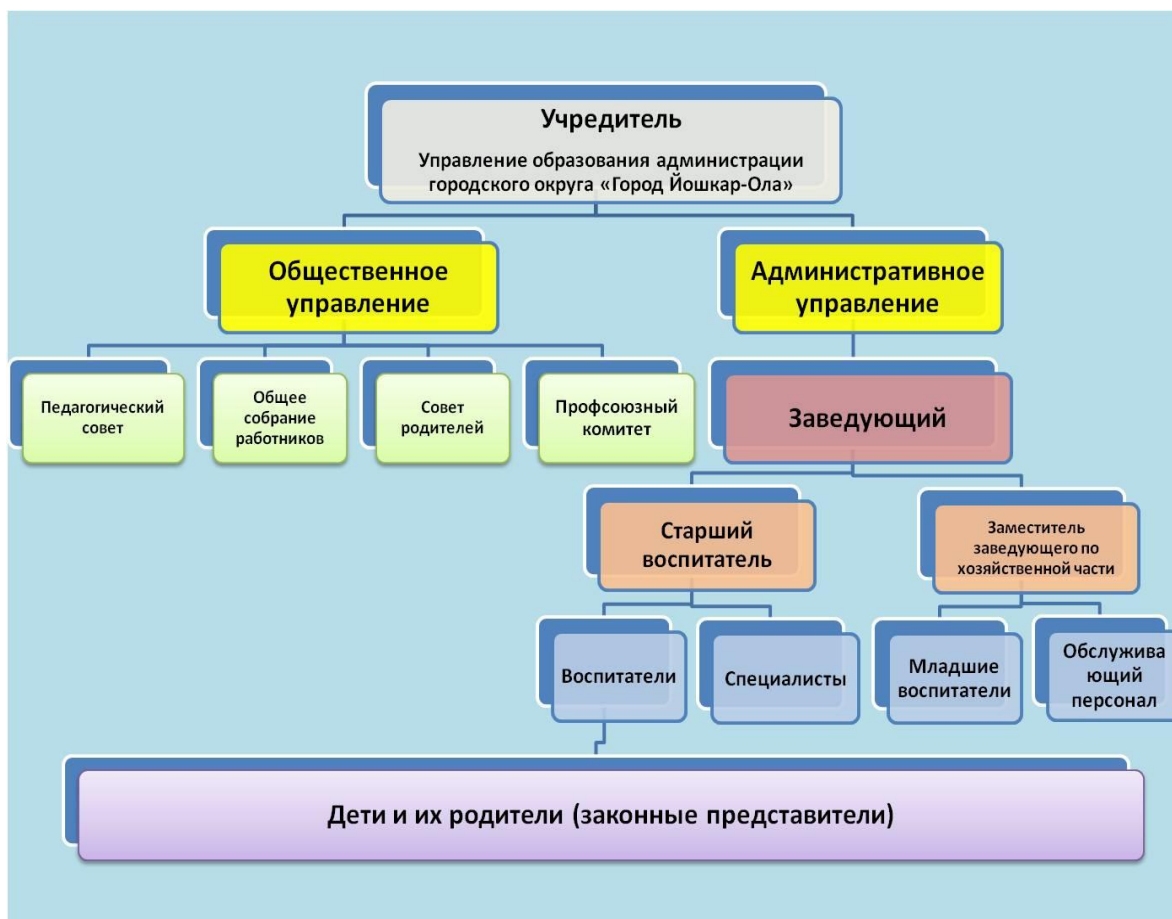 Учредитель
Управление образования администрации
городского округа «Город Йошкар-Ола»
Общественное
управление
Административное
управление
Педагогический
совет
Общее
собрание
работников
Совет
родителей
Профсоюзный
комитет
Заведующий
Старший
воспитатель
Заместитель
заведующего по
хозяйственной части
Воспитатели
Специалисты
Младшие
воспитатели
Обслужива
ющий
персонал
Дети и их родители (законные представители)